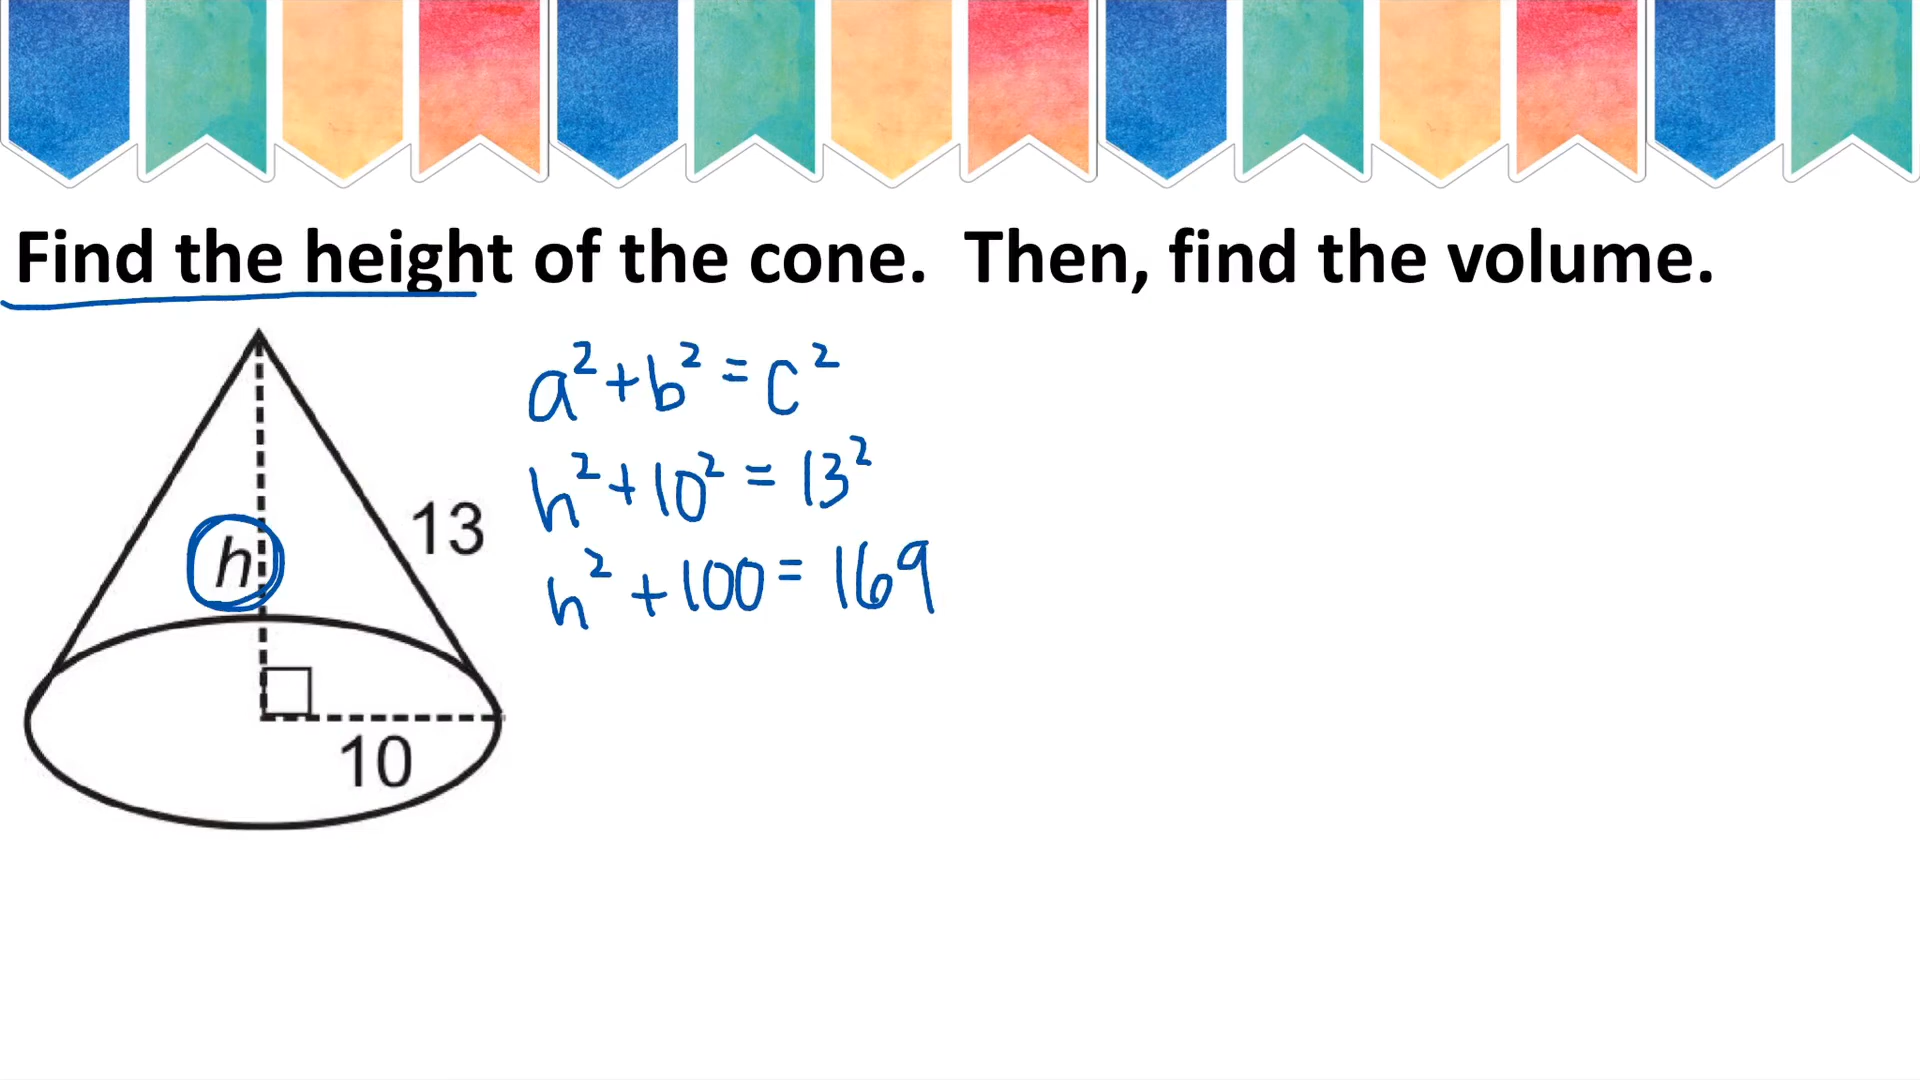 Find the height of the cone. Then, find the volume.
a² + b² = c²
h² + 10² = 13²
h² + 100 = 169
h
13
10